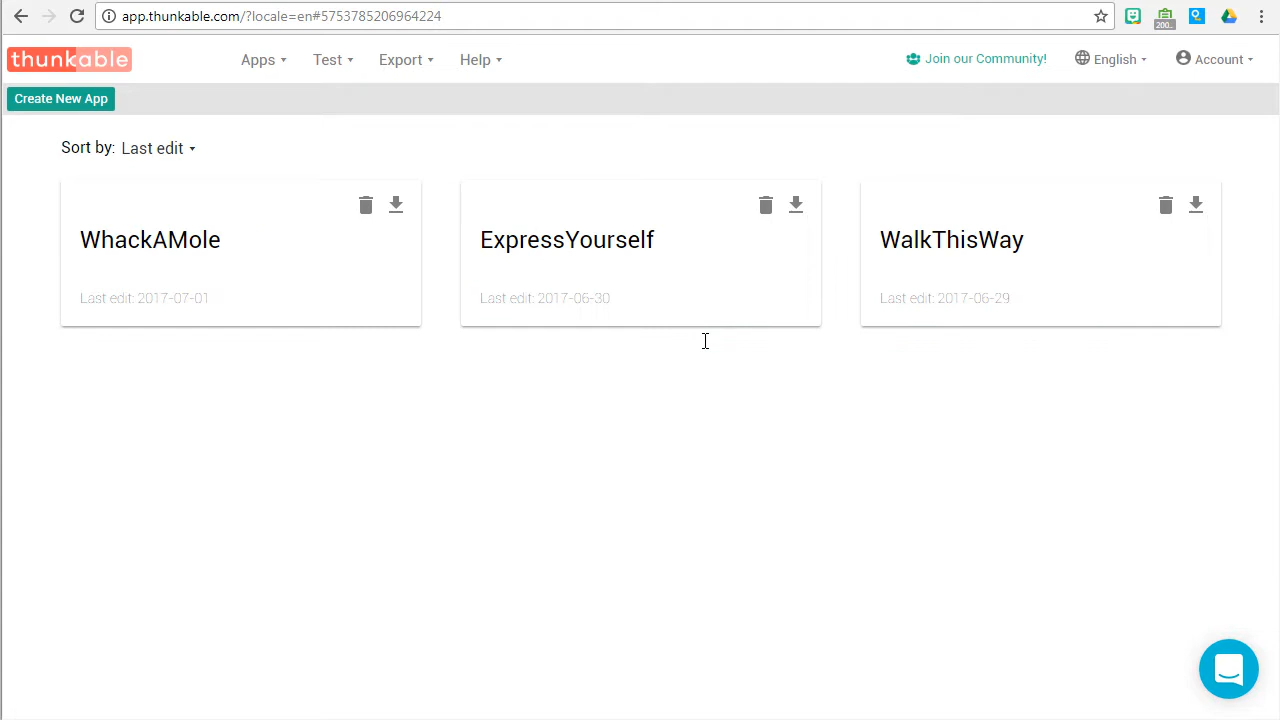 app.thunkable.com/?locale=en#5753785206964224
200..
thunkable
Apps
Test
Export
Help
Join our Community!
English
Account
Create New App
Sort by: Last edit
WhackAMole
Last edit: 2017-07-01
ExpressYourself
Last edit: 2017-06-30
WalkThisWay
Last edit: 2017-06-29